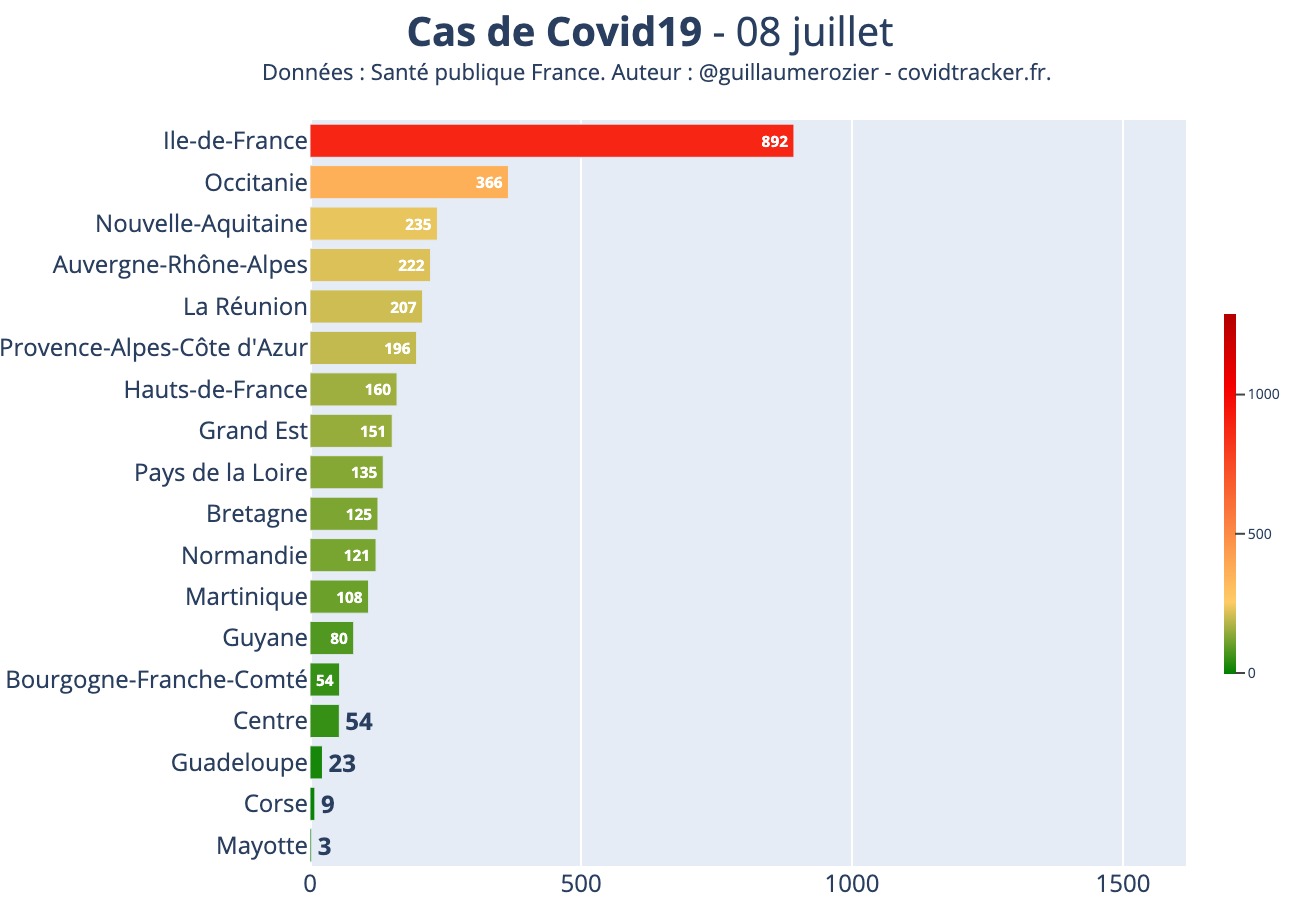 Cas de Covid19 - 08 juillet
Données : Santé publique France. Auteur : @guillaumerozier - covidtracker.fr.
Ile-de-France 892
Occitanie 366
Nouvelle-Aquitaine 235
Auvergne-Rhône-Alpes 222
La Réunion 207
Provence-Alpes-Côte d'Azur 196
Hauts-de-France 160
Grand Est 151
Pays de la Loire 135
Bretagne 125
Normandie 121
Martinique 108
Guyane 80
Bourgogne-Franche-Comté 54
Centre 54
Guadeloupe 23
Corse 9
Mayotte 3
0 500 1000 1500
1000
500
0